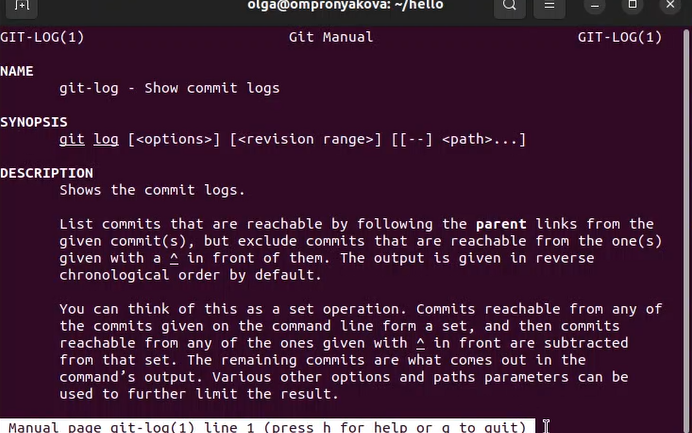 olga@ompronyakova: ~/hello
GIT-LOG(1) Git Manual GIT-LOG(1)
NAME
git-log - Show commit logs
SYNOPSIS
git log [<options>] [<revision range>] [[--] <path>...]
DESCRIPTION
Shows the commit logs.
List commits that are reachable by following the parent links from the
given commit(s), but exclude commits that are reachable from the one(s)
given with a ^ in front of them. The output is given in reverse
chronological order by default.
You can think of this as a set operation. Commits reachable from any of
the commits given on the command line form a set, and then commits
reachable from any of the ones given with ^ in front are subtracted
from that set. The remaining commits are what comes out in the
command’s output. Various other options and paths parameters can be
used to further limit the result.
Manual page git-log(1) line 1 (press h for help or q to quit)